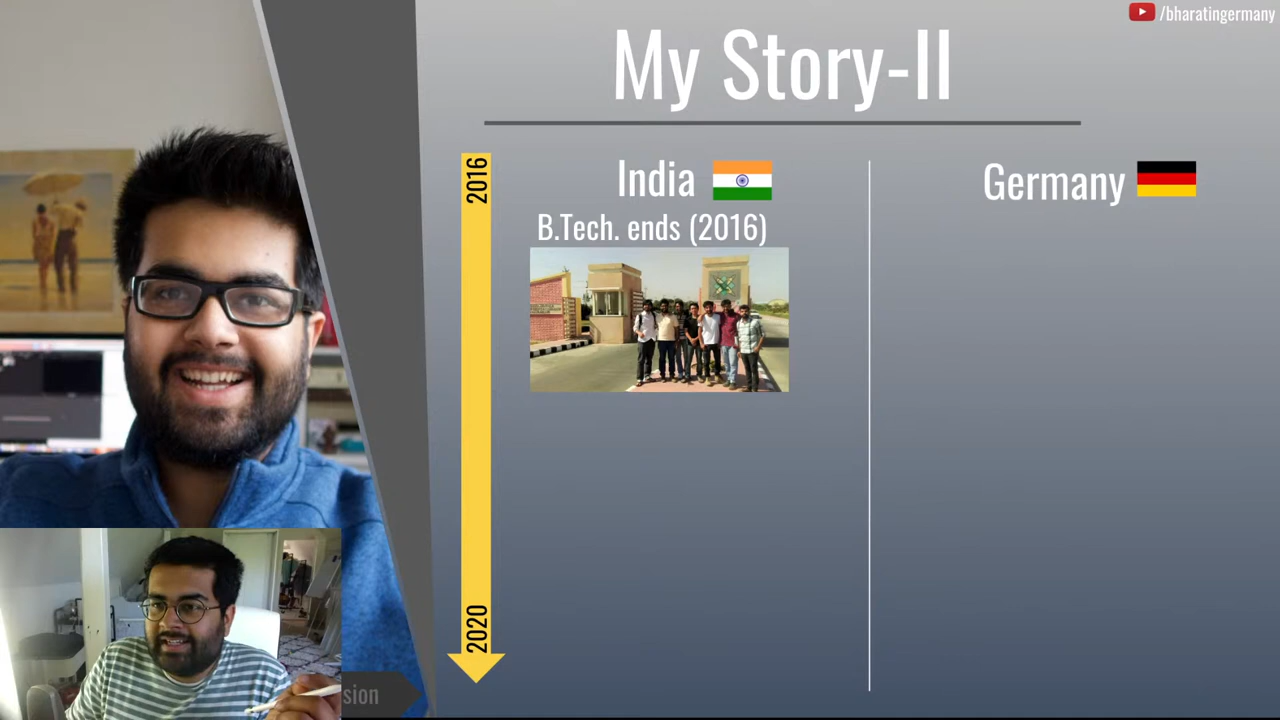 /bharatingermany
My Story-II
2016
India
Germany
B.Tech. ends (2016)
2020
sion